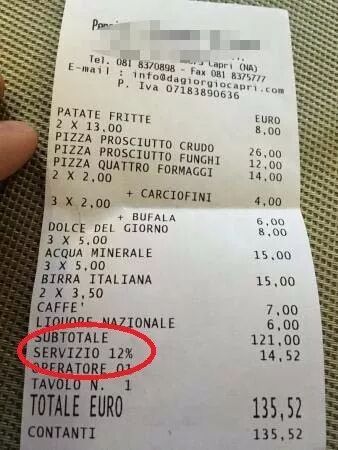 Tel. 081 8370898 - Fax 081 8375777
E-mail : info@dagiorgiocapri.com
P. Iva 07183890636
EURO
PATATE FRITTE 8,00
2 X 13,00
PIZZA PROSCIUTTO CRUDO 26,00
PIZZA PROSCIUTTO FUNGHI 12,00
PIZZA QUATTRO FORMAGGI 14,00
2 X 2,00
+ CARCIOFINI 4,00
3 X 2,00
+ BUFALA 6,00
DOLCE DEL GIORNO 8,00
3 X 5,00
ACQUA MINERALE 15,00
3 X 5,00
BIRRA ITALIANA 15,00
2 X 3,50
CAFFE' 7,00
LIQUORE NAZIONALE 6,00
SUBTOTALE 121,00
SERVIZIO 12% 14,52
OPERATORE 01
TAVOLO N. 1
TOTALE EURO 135,52
CONTANTI 135,52